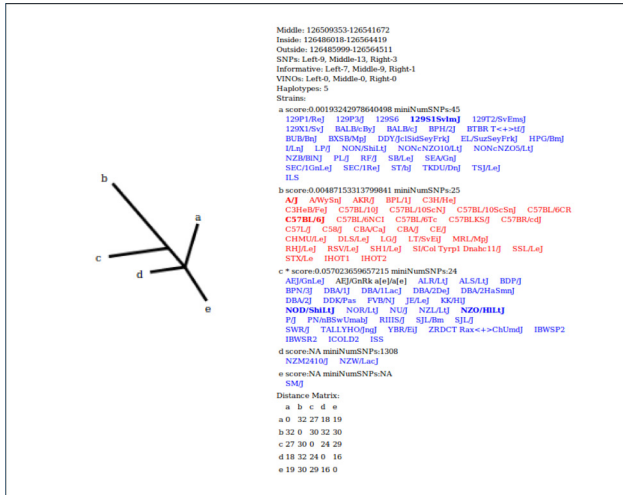 Middle: 126509353-126541672
Inside: 126486018-126564419
Outside: 126485999-126564511
SNPs: Left-9, Middle-13, Right-3
Informative: Left-7, Middle-9, Right-1
VINOs: Left-0, Middle-0, Right-0
Haplotypes: 5
Strains:
a score:0.00193242978640498 miniNumSNPs:45
129P1/ReJ 129P3/J 129S6 129S1SvImJ 129T2/SvEmsJ
129X1/SvJ BALB/cByJ BALB/cJ BPH/2J BTBR T<+>tf/J
BUB/BnJ BXSB/MpJ DDY/JclSidSeyFrkJ EL/SuzSeyFrkJ HPG/BmJ
I/LnJ LP/J NON/ShiLtJ NONcNZO10/LtJ NONcNZO5/LtJ
NZB/BlNJ PL/J RF/J SB/LeJ SEA/GnJ
SEC/1GnLeJ SEC/1ReJ ST/bJ TKDU/DnJ TSJ/LeJ
ILS
b score:0.00487153313799841 miniNumSNPs:25
A/J A/WySnJ AKR/J BPL/1J C3H/HeJ
C3HeB/FeJ C57BL/10J C57BL/10ScNJ C57BL/10ScSnJ C57BL/6CR
C57BL/6J C57BL/6NCI C57BL/6Tc C57BLKS/J C57BR/cdJ
C57L/J C58/J CBA/CaJ CBA/J CE/J
CHMU/LeJ DLS/LeJ LG/J LT/SvEiJ MRL/MpJ
RHJ/LeJ RSV/LeJ SH1/LeJ SI/Col Tyrp1 Dnahc11/J SSL/LeJ
STX/Le IHOT1 IHOT2
c * score:0.057023659657215 miniNumSNPs:24
AEJ/GnLeJ AEJ/GnRk a[e]/a[e] ALR/LtJ ALS/LtJ BDP/J
BPN/3J DBA/1J DBA/1LacJ DBA/2DeJ DBA/2HaSmnJ
DBA/2J DDK/Pas FVB/NJ JE/LeJ KK/HlJ
NOD/ShiLtJ NOR/LtJ NU/J NZL/LtJ NZO/HlLtJ
P/J PN/nBSwUmabJ RIIIS/J SJL/Bm SJL/J
SWR/J TALLYHO/JngJ YBR/EiJ ZRDCT Rax<+>ChUmdJ IBWSP2
IBWSR2 ICOLD2 ISS
d score:NA miniNumSNPs:1308
NZM2410/J NZW/LacJ
e score:NA miniNumSNPs:NA
SM/J
Distance Matrix:
a b c d e
a 0 32 27 18 19
b 32 0 30 32 30
c 27 30 0 24 29
d 18 32 24 0 16
e 19 30 29 16 0
b
a
c
d
e